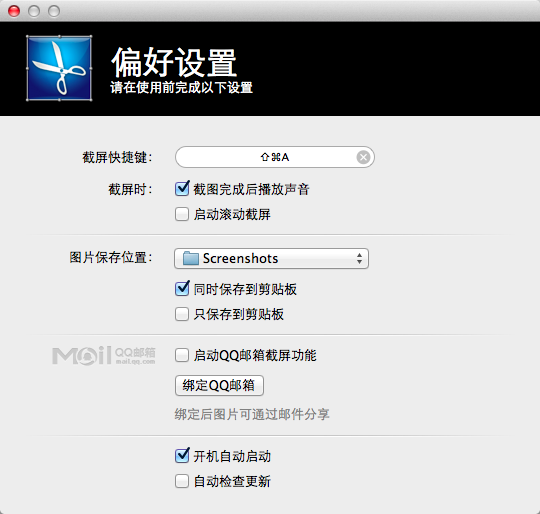 偏好设置
请在使用前完成以下设置
截屏快捷键：
⇧⌘A
截屏时：
截图完成后播放声音
启动滚动截屏
图片保存位置：
Screenshots
同时保存到剪贴板
只保存到剪贴板
Mail QQ邮箱
mail.qq.com
启动QQ邮箱截屏功能
绑定QQ邮箱
绑定后图片可通过邮件分享
开机自动启动
自动检查更新